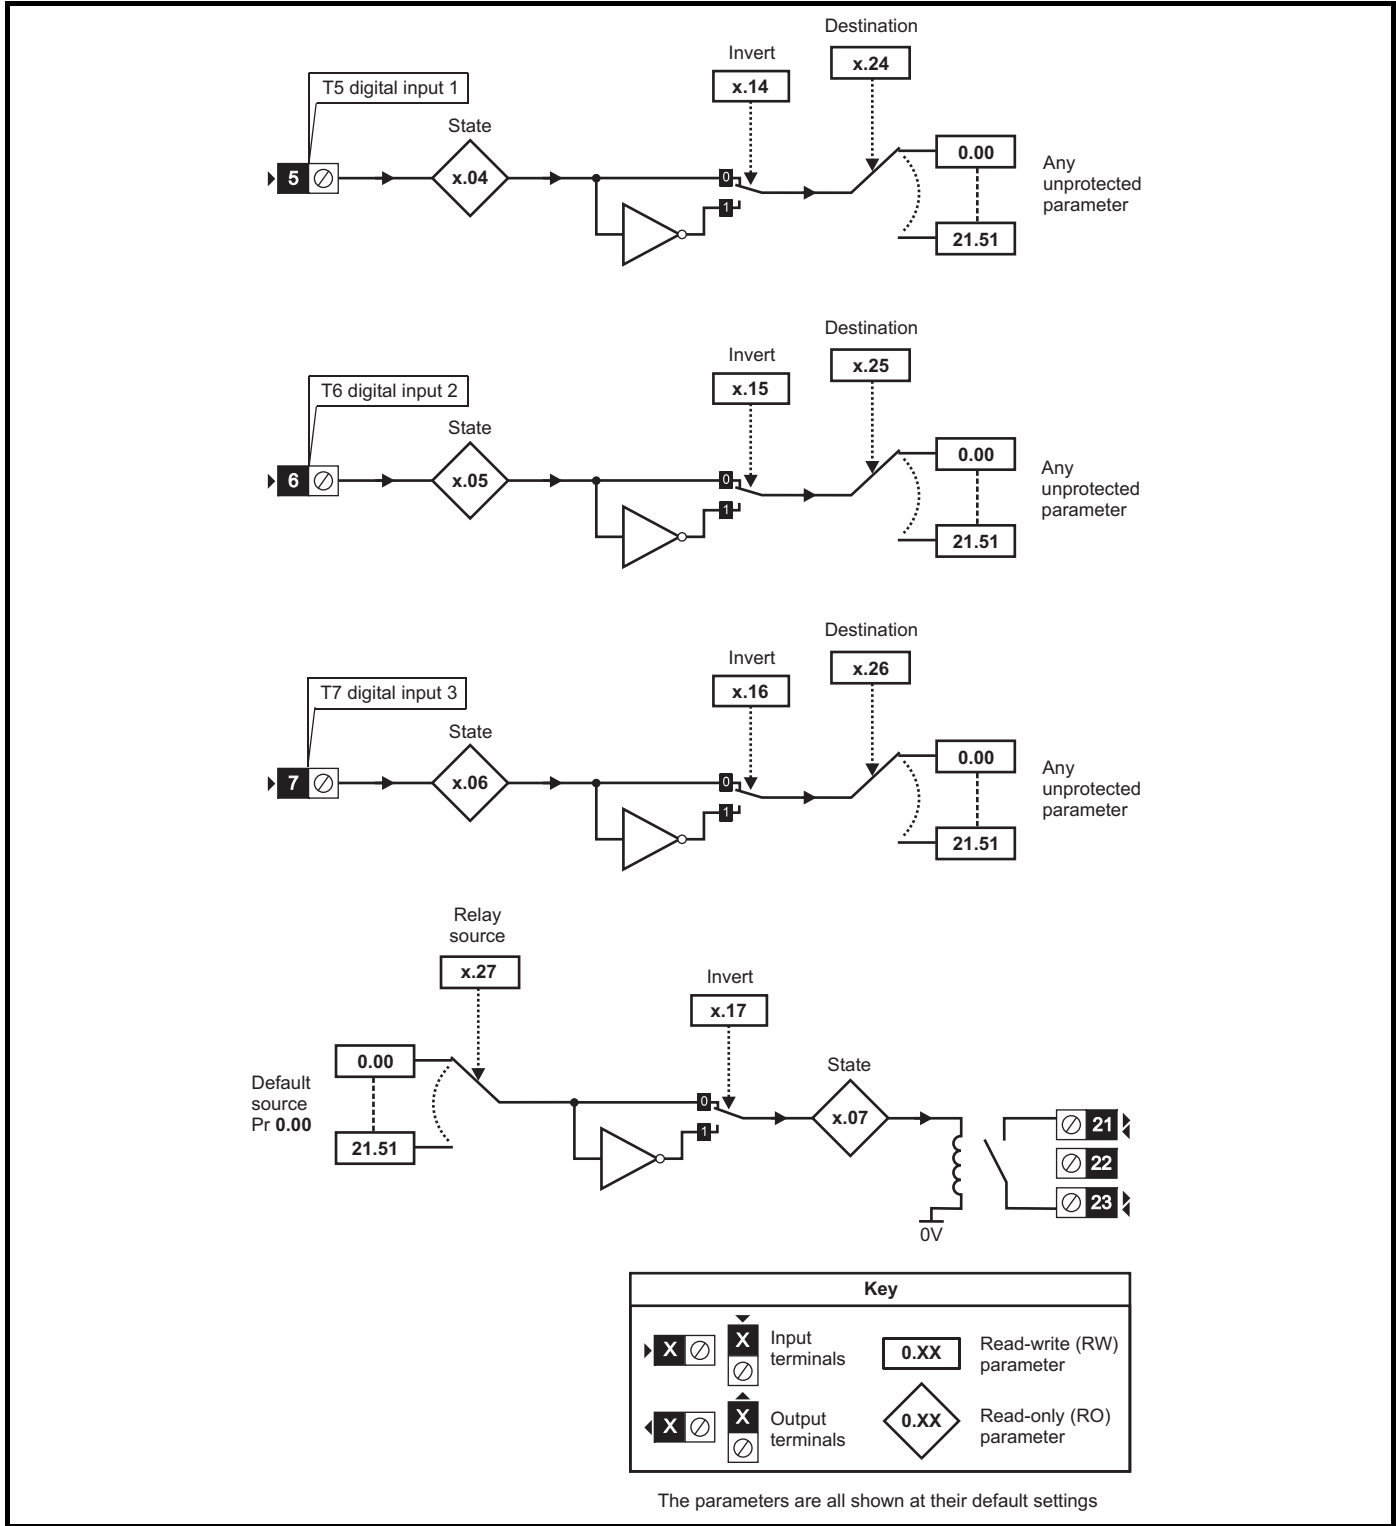 Destination
x.24
Invert
x.14
T5 digital input 1
State
x.04
5
0
1
0.00
21.51
Any
unprotected
parameter
Destination
x.25
Invert
x.15
T6 digital input 2
State
x.05
6
0
1
0.00
21.51
Any
unprotected
parameter
Destination
x.26
Invert
x.16
T7 digital input 3
State
x.06
7
0
1
0.00
21.51
Any
unprotected
parameter
Relay
source
x.27
Invert
x.17
0.00
21.51
Default
source
Pr 0.00
0
1
State
x.07
0V
21
22
23
Key
X
X
Input
terminals
0.XX
Read-write (RW)
parameter
X
X
Output
terminals
0.XX
Read-only (RO)
parameter
The parameters are all shown at their default settings